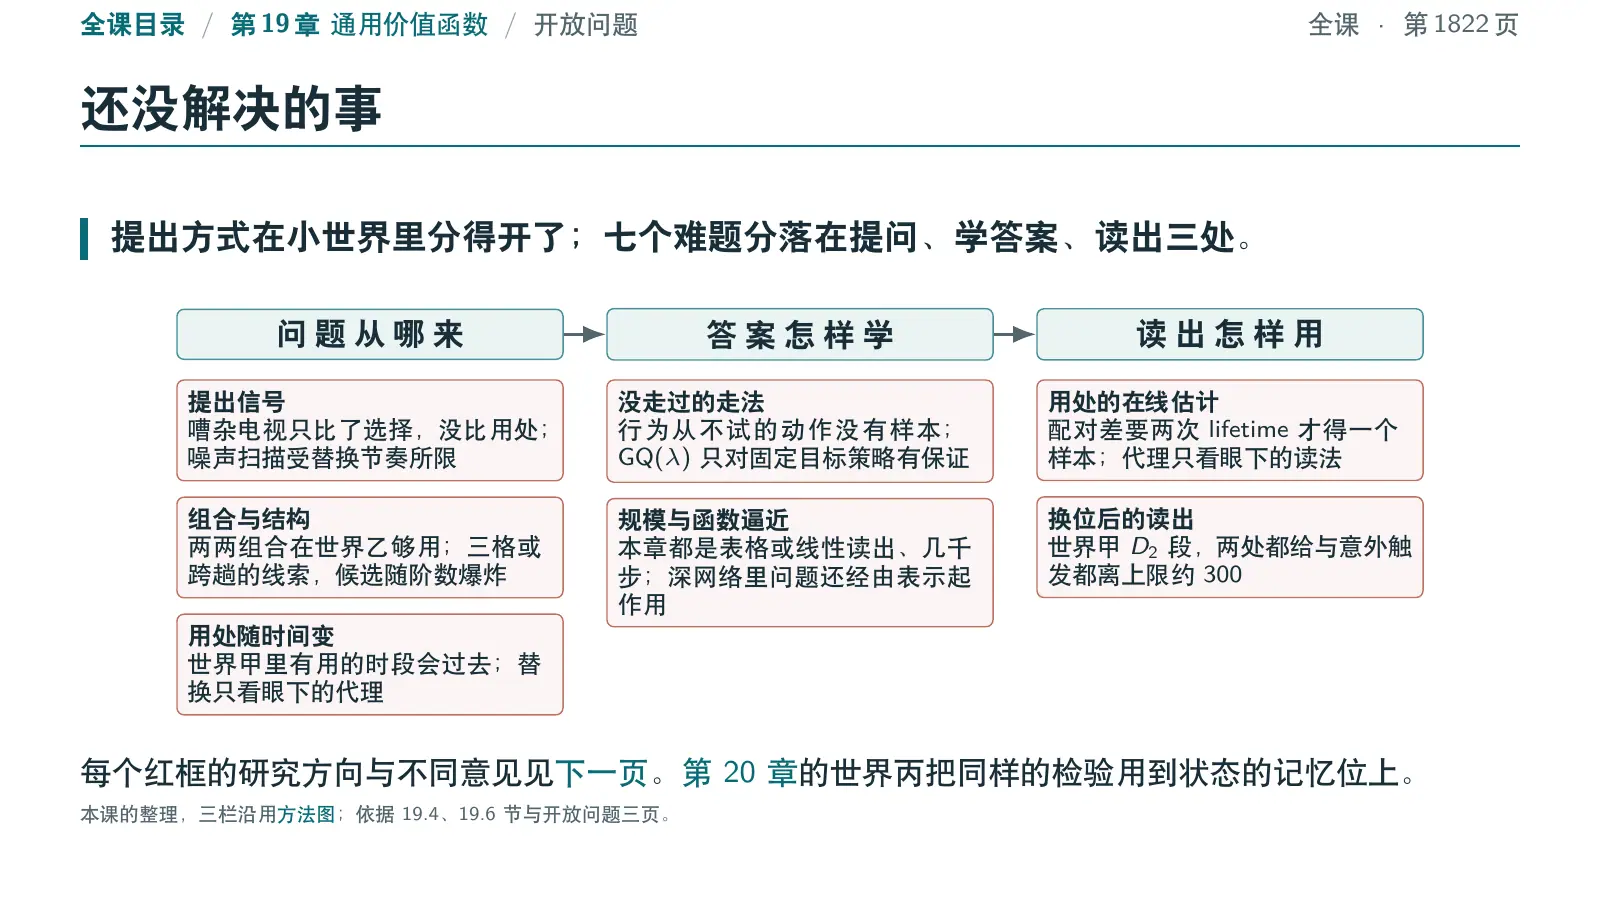 全课目录 / 第 19 章 通用价值函数 / 开放问题
全课 · 第 1822 页
还没解决的事
提出方式在小世界里分得开了；七个难题分落在提问、学答案、读出三处。
问题从哪来
提出信号
嘈杂电视只比了选择，没比用处；
噪声扫描受替换节奏所限
组合与结构
两两组合在世界乙够用；三格或
跨趟的线索，候选随阶数爆炸
用处随时间变
世界甲里有用的时段会过去；替
换只看眼下的代理
答案怎样学
没走过的走法
行为从不试的动作没有样本；
GQ(λ) 只对固定目标策略有保证
规模与函数逼近
本章都是表格或线性读出、几千
步；深网络里问题还经由表示起
作用
读出怎样用
用处的在线估计
配对差要两次 lifetime 才得一个
样本；代理只看眼下的读法
换位后的读出
世界甲 D₂ 段，两处都给与意外触
发都离上限约 300
每个红框的研究方向与不同意见见下一页。第 20 章的世界丙把同样的检验用到状态的记忆位上。
本课的整理，三栏沿用方法图；依据 19.4、19.6 节与开放问题三页。